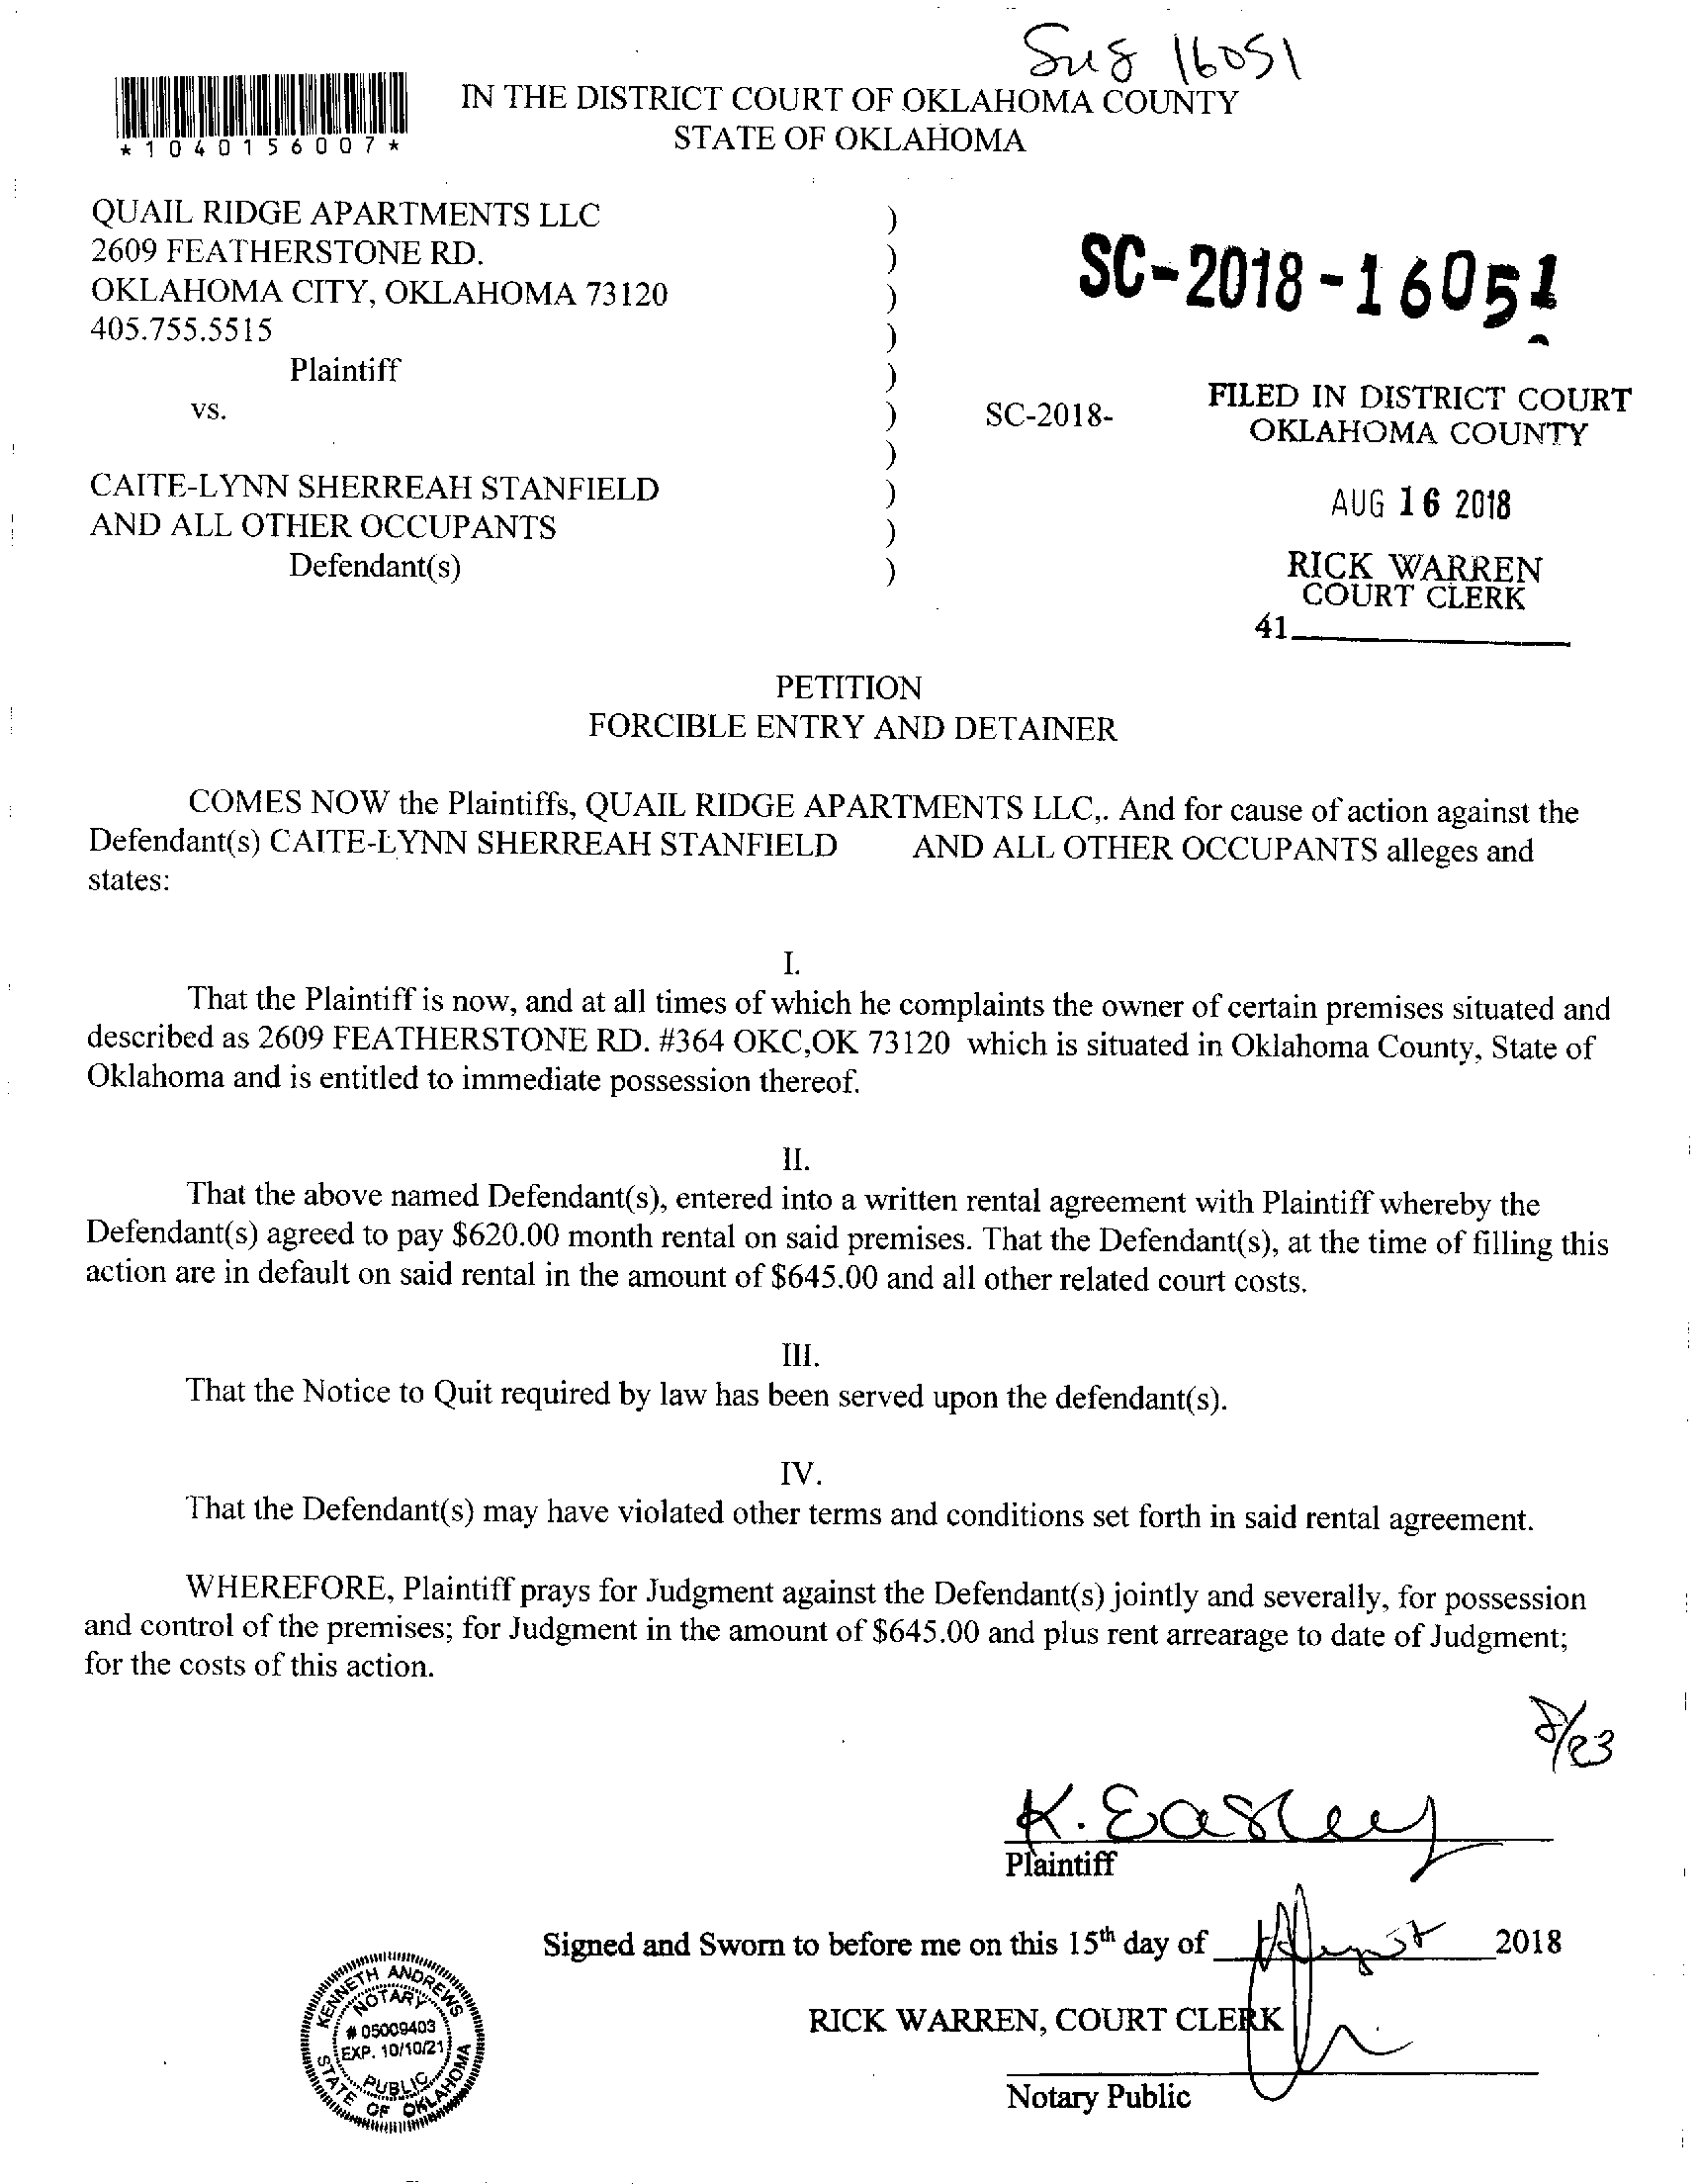 Sug 16051
IN THE DISTRICT COURT OF OKLAHOMA COUNTY
STATE OF OKLAHOMA
*1040156007*
QUAIL RIDGE APARTMENTS LLC )
2609 FEATHERSTONE RD. )
OKLAHOMA CITY, OKLAHOMA 73120 )
405.755.5515 )
Plaintiff )
vs. )
)
CAITE-LYNN SHERREAH STANFIELD )
AND ALL OTHER OCCUPANTS )
Defendant(s) )
SC-2018-16051
SC-2018-
FILED IN DISTRICT COURT
OKLAHOMA COUNTY
AUG 16 2018
RICK WARREN
COURT CLERK
41
PETITION
FORCIBLE ENTRY AND DETAINER
COMES NOW the Plaintiffs, QUAIL RIDGE APARTMENTS LLC,. And for cause of action against the
Defendant(s) CAITE-LYNN SHERREAH STANFIELD AND ALL OTHER OCCUPANTS alleges and
states:
I.
That the Plaintiff is now, and at all times of which he complaints the owner of certain premises situated and
described as 2609 FEATHERSTONE RD. #364 OKC,OK 73120 which is situated in Oklahoma County, State of
Oklahoma and is entitled to immediate possession thereof.
II.
That the above named Defendant(s), entered into a written rental agreement with Plaintiff whereby the
Defendant(s) agreed to pay $620.00 month rental on said premises. That the Defendant(s), at the time of filling this
action are in default on said rental in the amount of $645.00 and all other related court costs.
III.
That the Notice to Quit required by law has been served upon the defendant(s).
IV.
That the Defendant(s) may have violated other terms and conditions set forth in said rental agreement.
WHEREFORE, Plaintiff prays for Judgment against the Defendant(s) jointly and severally, for possession
and control of the premises; for Judgment in the amount of $645.00 and plus rent arrearage to date of Judgment;
for the costs of this action.
8/23
K. Easley
Plaintiff
Signed and Sworn to before me on this 15th day of August 2018
RICK WARREN, COURT CLERK
Notary Public
KENNETH ANDREWS
NOTARY
# 05009403
EXP. 10/10/21
PUBLIC
STATE OF OKLAHOMA